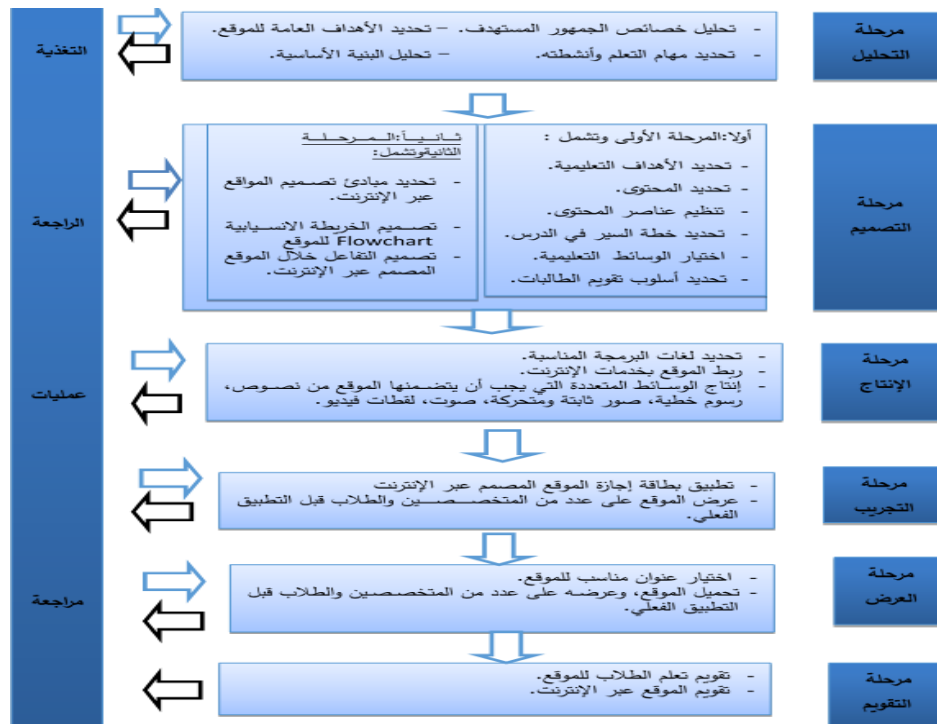 مرحلة
التحليل
- تحليل خصائص الجمهور المستهدف. – تحديد الأهداف العامة للموقع.
- تحديد مهام التعلم وأنشطته. – تحليل البنية الأساسية.
التغذية
مرحلة
التصميم
أولا:المرحلة الأولى وتشمل :
- تحديد الأهداف التعليمية.
- تحديد المحتوى.
- تنظيم عناصر المحتوى.
- تحديد خطة السير في الدرس.
- اختيار الوسائط التعليمية.
- تحديد أسلوب تقويم الطالبات.
ثانياً:المرحلة
الثانيةوتشمل:
- تحديد مبادئ تصميم المواقع
عبر الإنترنت.
- تصميم الخريطة الانسيابية
Flowchart للموقع
- تصميم التفاعل خلال الموقع
المصمم عبر الإنترنت.
الراجعة
مرحلة
الإنتاج
- تحديد لغات البرمجة المناسبة.
- ربط الموقع بخدمات الإنترنت.
- إنتاج الوسائط المتعددة التي يجب أن يتضمنها الموقع من نصوص،
رسوم خطية، صور ثابتة ومتحركة، صوت، لقطات فيديو.
عمليات
مرحلة
التجريب
- تطبيق بطاقة إجازة الموقع المصمم عبر الإنترنت
- عرض الموقع على عدد من المتخصصين والطلاب قبل التطبيق
الفعلي.
مرحلة
العرض
- اختيار عنوان مناسب للموقع.
- تحميل الموقع، وعرضه على عدد من المتخصصين والطلاب قبل
التطبيق الفعلي.
مراجعة
مرحلة
التقويم
- تقويم تعلم الطلاب للموقع.
- تقويم الموقع عبر الإنترنت.